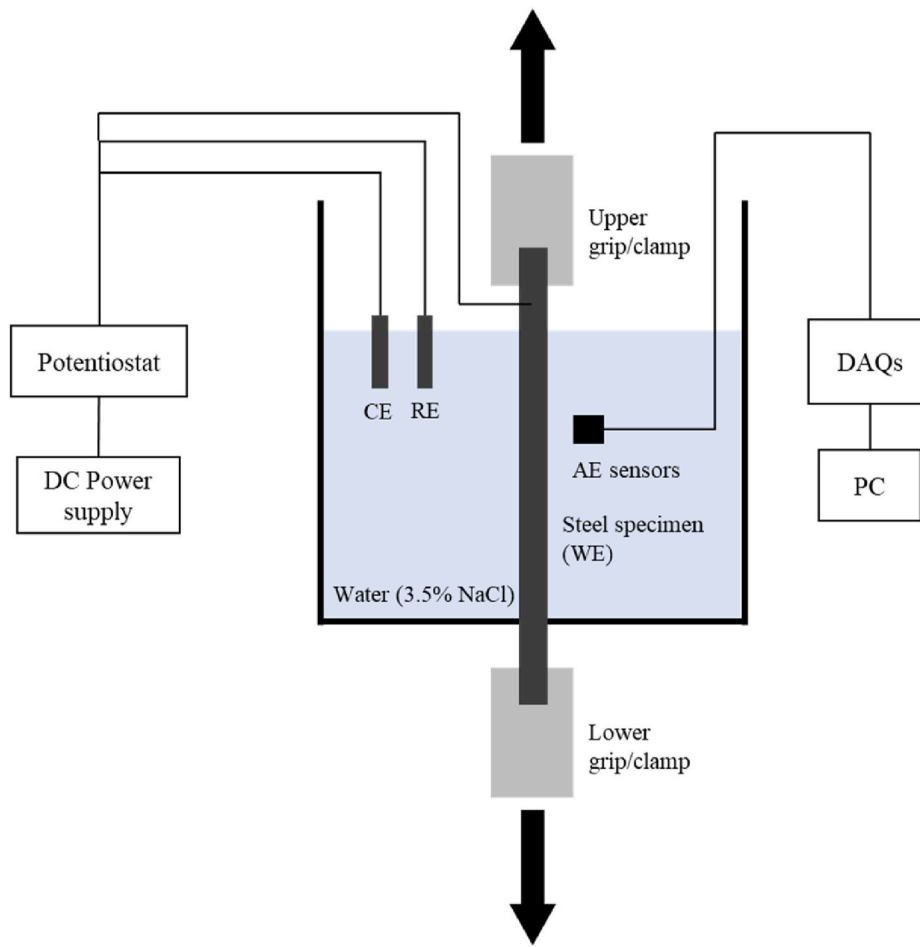 Upper
grip/clamp
Potentiostat
DAQs
CE
RE
DC Power
supply
AE sensors
PC
Steel specimen
(WE)
Water (3.5% NaCl)
Lower
grip/clamp